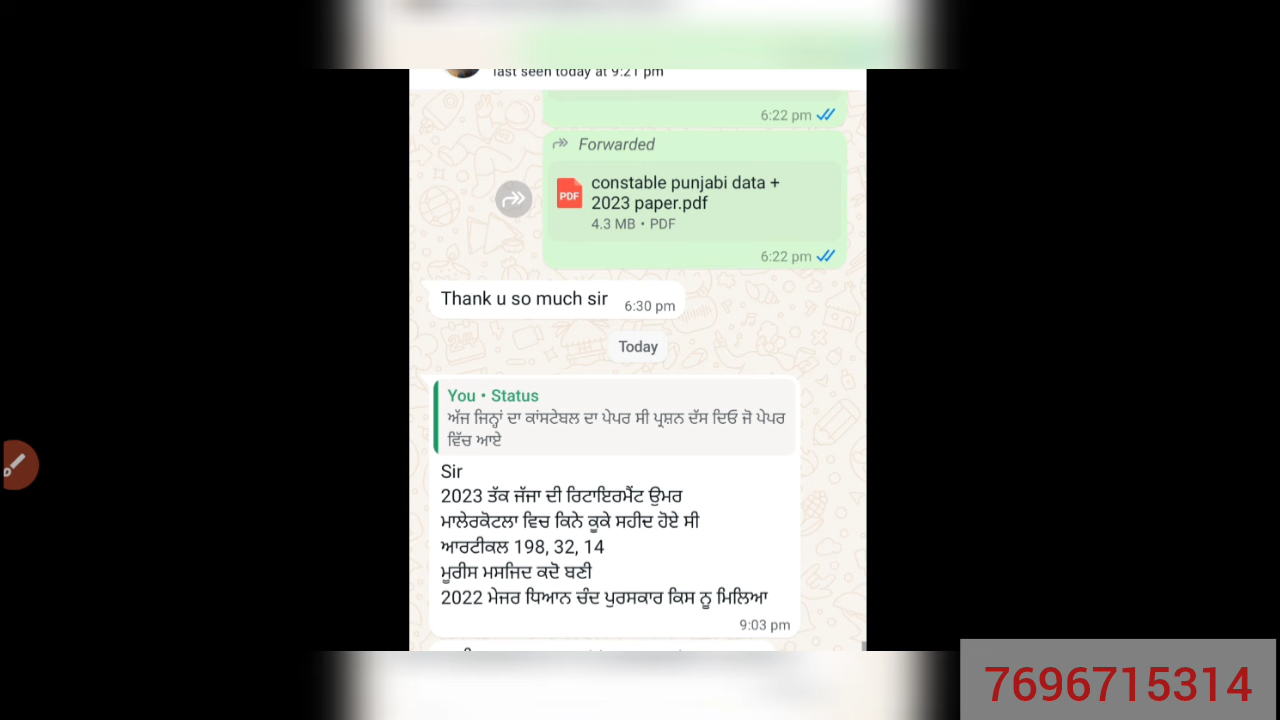 last seen today at 9:21 pm
6:22 pm
Forwarded
PDF
constable punjabi data +
2023 paper.pdf
4.3 MB • PDF
6:22 pm
Thank u so much sir
6:30 pm
Today
You • Status
ਅੱਜ ਜਿਨ੍ਹਾਂ ਦਾ ਕਾਂਸਟੇਬਲ ਦਾ ਪੇਪਰ ਸੀ ਪ੍ਰਸ਼ਨ ਦੱਸ ਦਿਓ ਜੋ ਪੇਪਰ
ਵਿੱਚ ਆਏ
Sir
2023 ਤੱਕ ਜੱਜਾ ਦੀ ਰਿਟਾਇਰਮੈਂਟ ਉਮਰ
ਮਾਲੇਰਕੋਟਲਾ ਵਿਚ ਕਿਨੇ ਕੂਕੇ ਸਹੀਦ ਹੋਏ ਸੀ
ਆਰਟੀਕਲ 198, 32, 14
ਮੂਰੀਸ ਮਸਜਿਦ ਕਦੋ ਬਣੀ
2022 ਮੇਜਰ ਧਿਆਨ ਚੰਦ ਪੁਰਸਕਾਰ ਕਿਸ ਨੂ ਮਿਲਿਆ
9:03 pm
7696715314